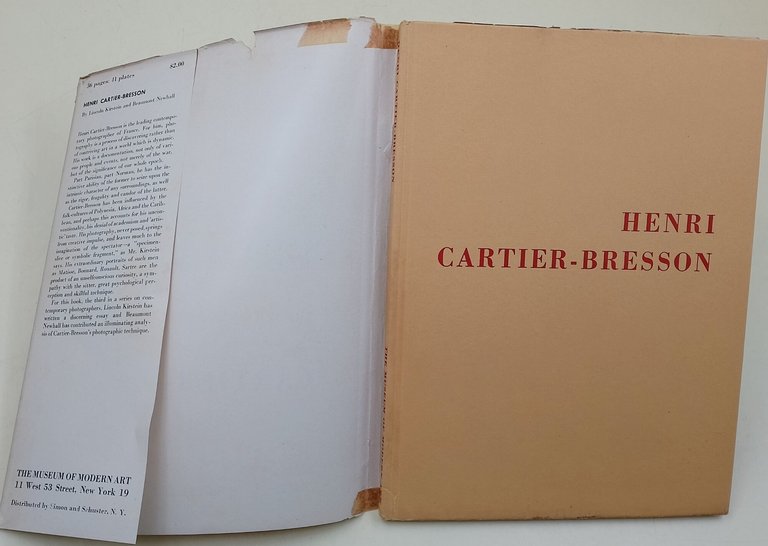 $2.00
56 pages, 11 plates
HENRI CARTIER-BRESSON
By Lincoln Kirstein and Beaumont Newhall
Henri Cartier-Bresson is the leading contempo-
rary photographer of France. For him, pho-
tography is a process of discovering rather than
of contriving art in a world which is dynamic.
His work is a documentation, not only of vari-
ous people and events, nor merely of the war,
but of the significance of our whole epoch.
Part Parisian, part Norman, he has the in-
stinctive ability of the former to seize upon the
intrinsic character of any surroundings, as well
as the rigor, frugality and candor of the latter.
Cartier-Bresson has been influenced by the
folk-cultures of Polynesia, Africa and the Carib-
bean, and perhaps this accounts for his uncon-
ventionality, his denial of academism and 'artis-
tic' taste. His photography, never posed, springs
from creative impulse, and leaves much to the
imagination of the spectator—a "specimen-
slice or symbolic fragment," as Mr. Kirstein
says. His extraordinary portraits of such men
as Matisse, Bonnard, Rouault, Sartre are the
product of an unselfconscious curiosity, a sym-
pathy with the sitter, great psychological per-
ception and skillful technique.
For this book, the third in a series on con-
temporary photographers, Lincoln Kirstein has
written a discerning essay and Beaumont
Newhall has contributed an illuminating analy-
sis of Cartier-Bresson's photographic technique.
THE MUSEUM OF MODERN ART
11 West 53 Street, New York 19
Distributed by Simon and Schuster, N. Y.
HENRI
CARTIER-BRESSON